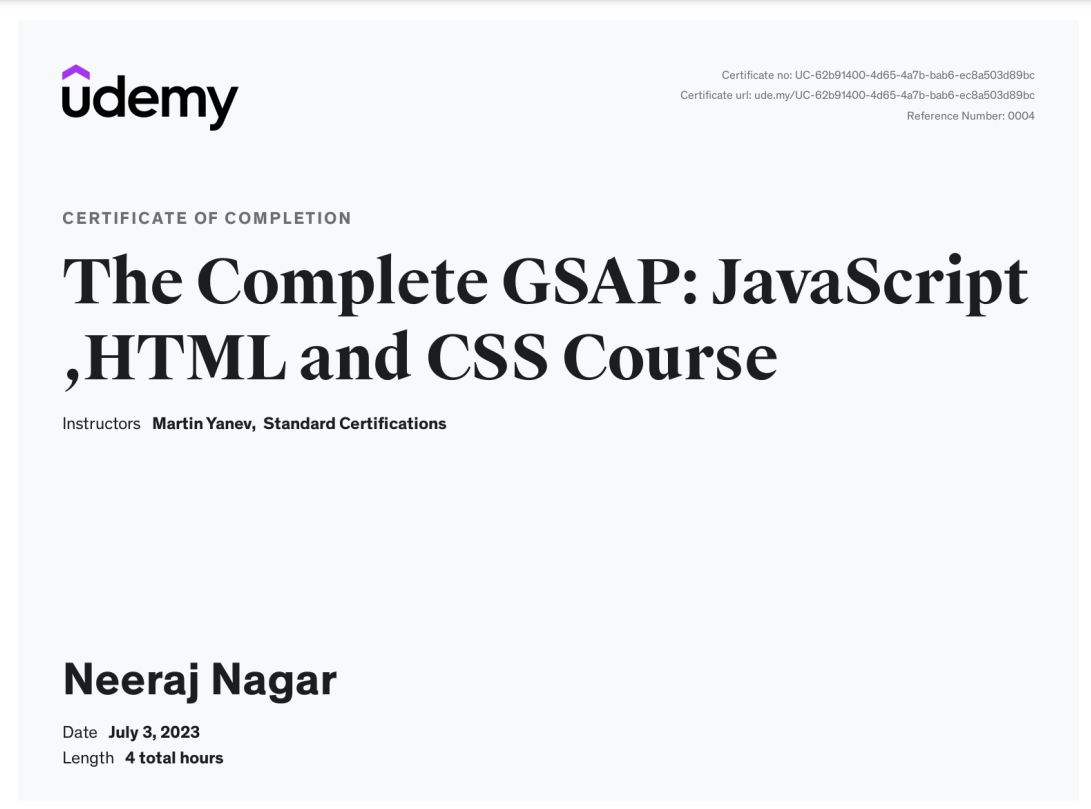 udemy
Certificate no: UC-62b91400-4d65-4a7b-bab6-ec8a503d89bc
Certificate url: ude.my/UC-62b91400-4d65-4a7b-bab6-ec8a503d89bc
Reference Number: 0004
CERTIFICATE OF COMPLETION
The Complete GSAP: JavaScript
,HTML and CSS Course
Instructors Martin Yanev, Standard Certifications
Neeraj Nagar
Date July 3, 2023
Length 4 total hours